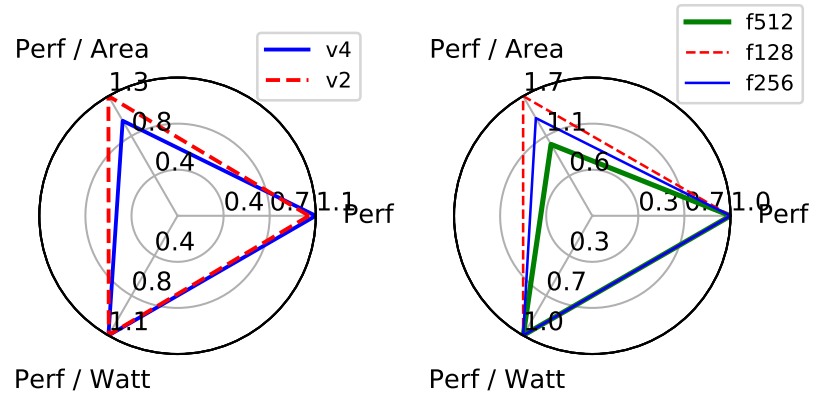 Perf / Area
v4
v2
1.3
0.8
0.4
0.4 0.7 1.1
Perf
0.4
0.8
1.1
Perf / Watt
f512
f128
f256
Perf / Area
1.7
1.1
0.6
0.3 0.7 1.0
Perf
0.3
0.7
1.0
Perf / Watt